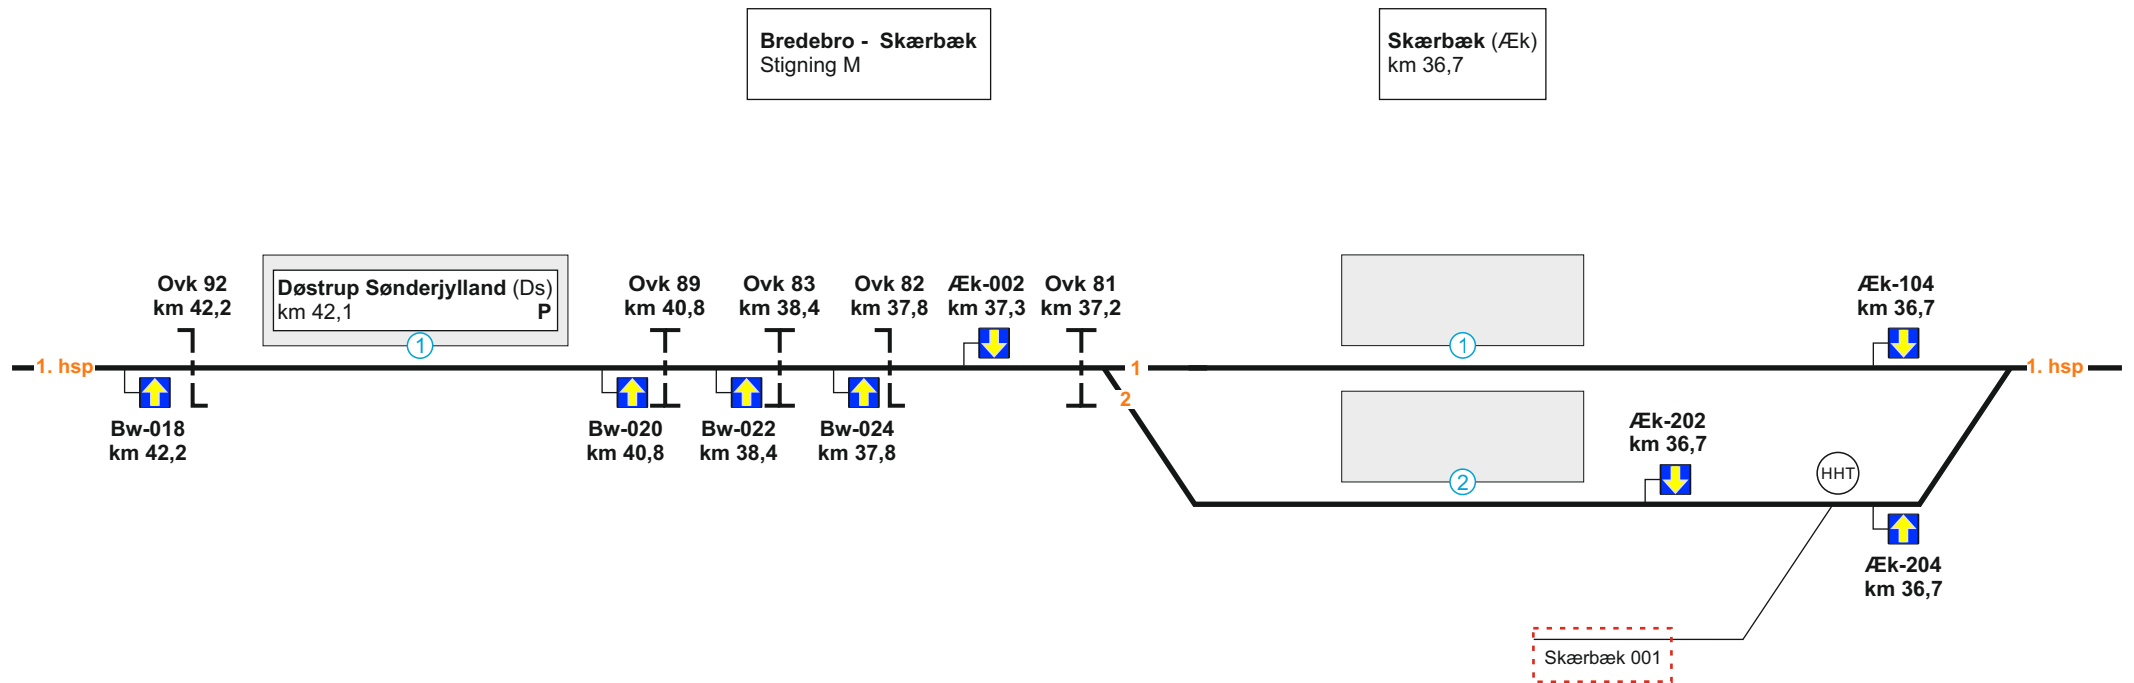 Bredebro - Skærbæk
Stigning M
Skærbæk (Æk)
km 36,7
Ovk 92
km 42,2
Døstrup Sønderjylland (Ds)
km 42,1 P
1
Ovk 89
km 40,8
Ovk 83
km 38,4
Ovk 82
km 37,8
Æk-002
km 37,3
Ovk 81
km 37,2
1
Æk-104
km 36,7
1. hsp
1
1. hsp
2
Bw-018
km 42,2
Bw-020
km 40,8
Bw-022
km 38,4
Bw-024
km 37,8
2
Æk-202
km 36,7
HHT
Æk-204
km 36,7
Skærbæk 001